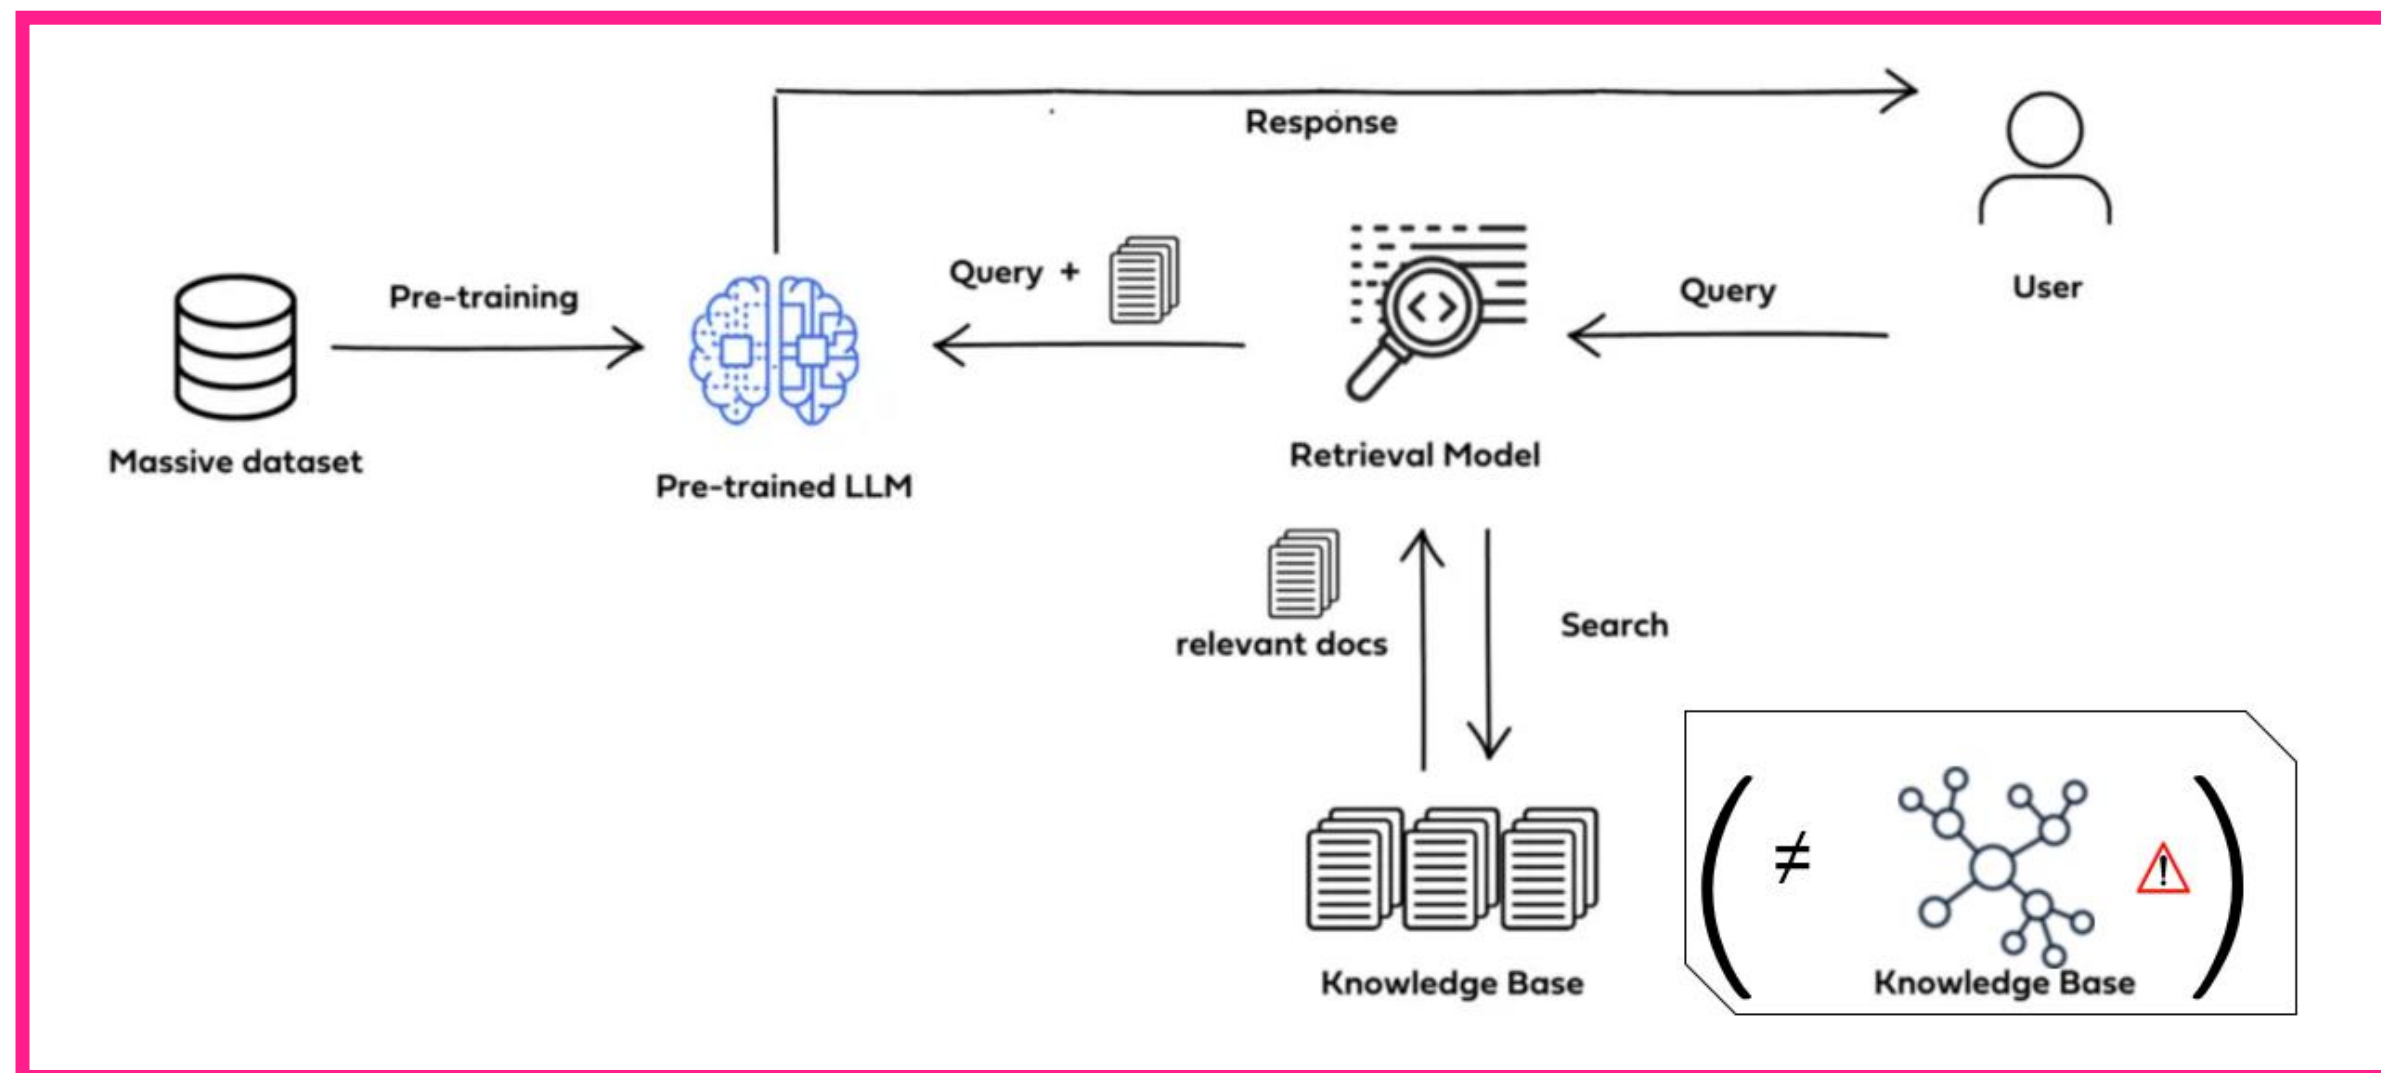 Response
Pre-training
Query +
Query
User
Massive dataset
Pre-trained LLM
Retrieval Model
relevant docs
Search
Knowledge Base
( ≠ ! )
Knowledge Base